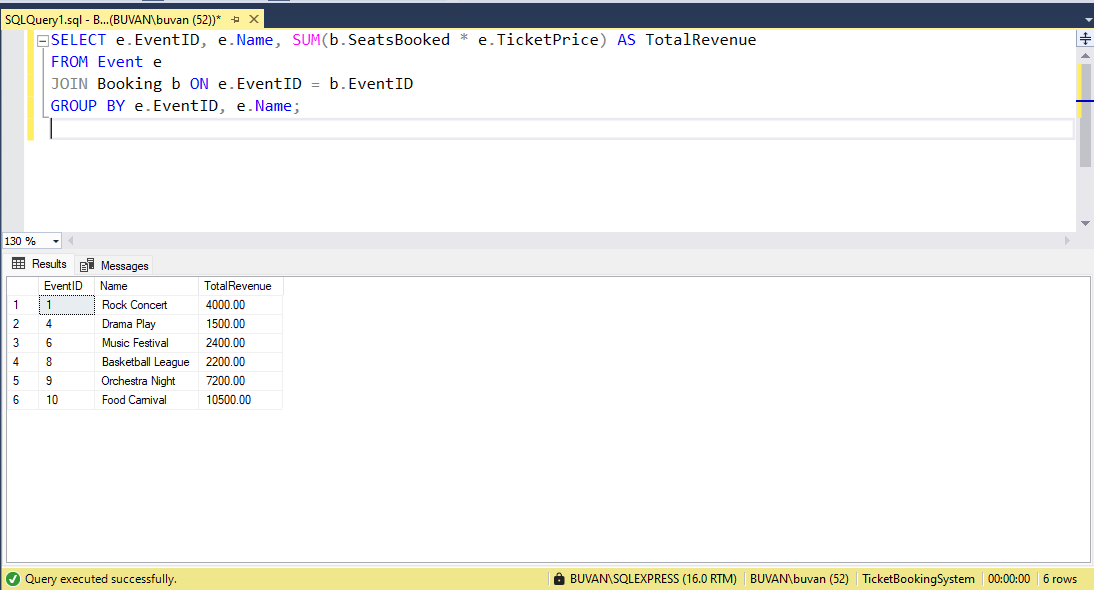 SQLQuery1.sql - B...(BUVAN\buvan (52))*
SELECT e.EventID, e.Name, SUM(b.SeatsBooked * e.TicketPrice) AS TotalRevenue
FROM Event e
JOIN Booking b ON e.EventID = b.EventID
GROUP BY e.EventID, e.Name;
130 %
Results Messages
EventID Name TotalRevenue
1 1 Rock Concert 4000.00
2 4 Drama Play 1500.00
3 6 Music Festival 2400.00
4 8 Basketball League 2200.00
5 9 Orchestra Night 7200.00
6 10 Food Carnival 10500.00
Query executed successfully. BUVAN\SQLEXPRESS (16.0 RTM) BUVAN\buvan (52) TicketBookingSystem 00:00:00 6 rows